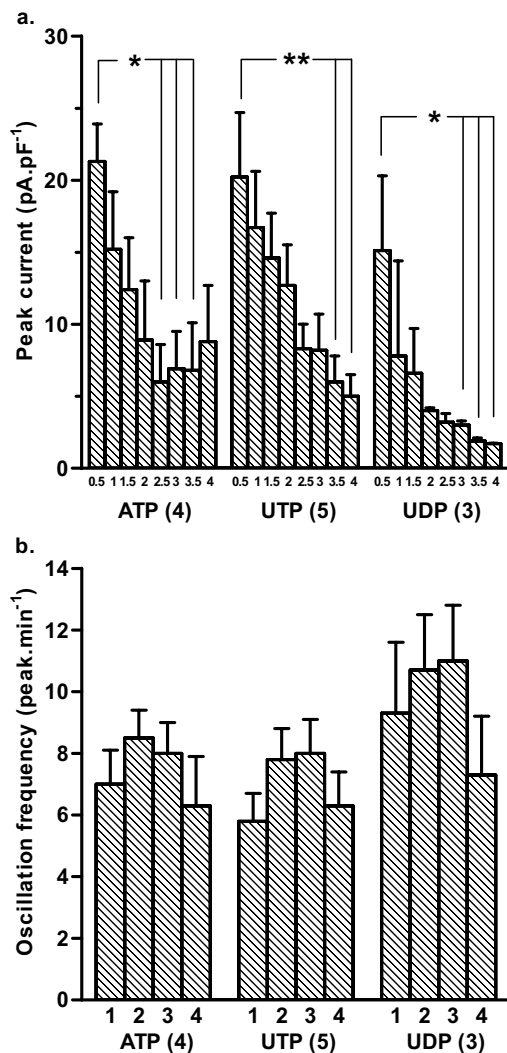 a.
Peak current (pA.pF⁻¹)
30
20
10
0
* ** *
0.5 1 1.5 2 2.5 3 3.5 4 0.5 1 1.5 2 2.5 3 3.5 4 0.5 1 1.5 2 2.5 3 3.5 4
ATP (4) UTP (5) UDP (3)
b.
Oscillation frequency (peak.min⁻¹)
14
12
10
8
6
4
2
0
1 2 3 4 1 2 3 4 1 2 3 4
ATP (4) UTP (5) UDP (3)